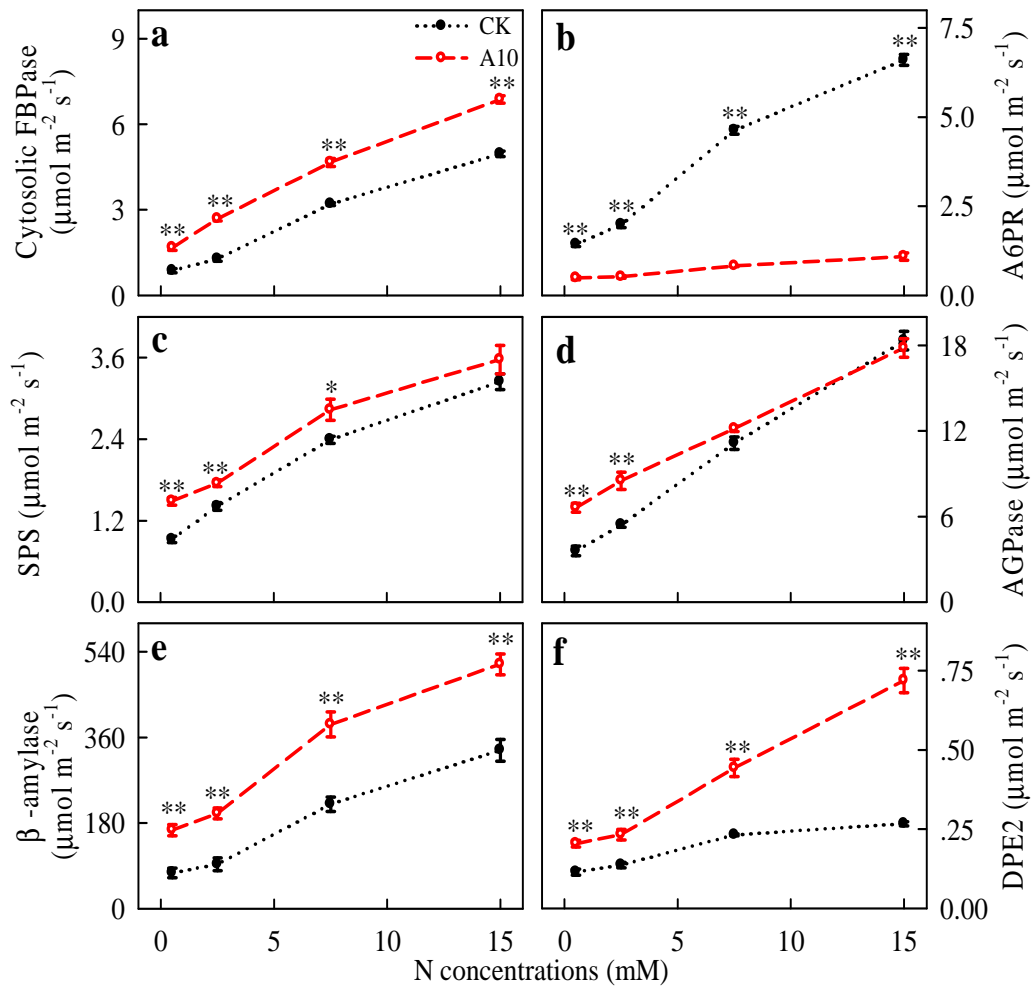 a
CK
A10
9
6
3
0
Cytosolic FBPase
(μmol m-2 s-1)
**
**
**
**
b
7.5
5.0
2.5
0.0
A6PR (μmol m-2 s-1)
**
**
**
**
c
3.6
2.4
1.2
0.0
SPS (μmol m-2 s-1)
**
**
*
d
18
12
6
0
AGPase (μmol m-2 s-1)
**
**
e
540
360
180
0
β -amylase
(μmol m-2 s-1)
**
**
**
**
f
.75
.50
.25
0.00
DPE2 (μmol m-2 s-1)
**
**
**
**
0 5 10 15 0 5 10 15
N concentrations (mM)